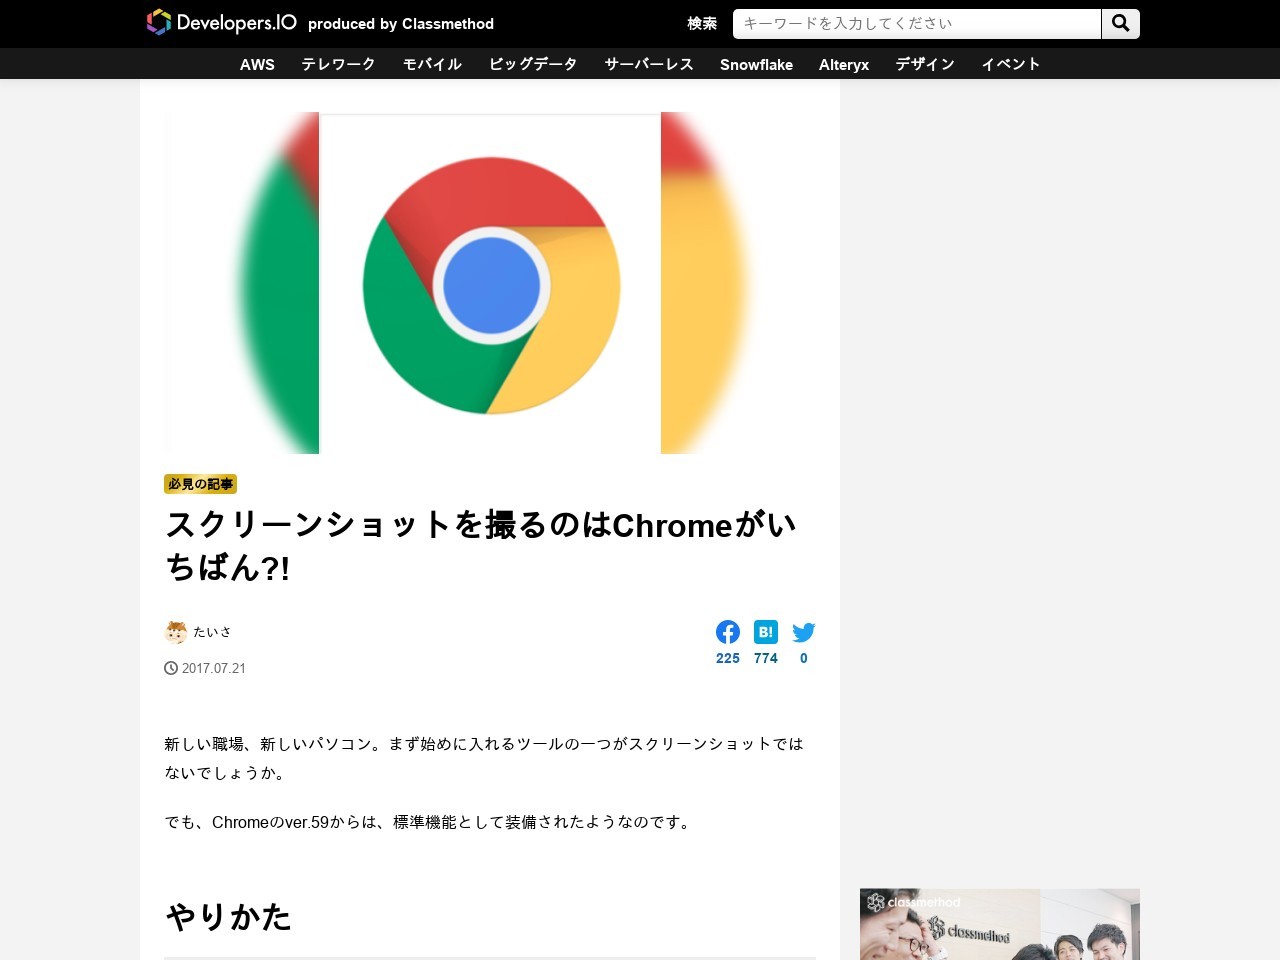 Developers.IO produced by Classmethod
検索
キーワードを入力してください
AWS テレワーク モバイル ビッグデータ サーバーレス Snowflake Alteryx デザイン イベント
必見の記事
スクリーンショットを撮るのはChromeがい
ちばん?!
たいさ
2017.07.21
B!
225 774 0
新しい職場、新しいパソコン。まず始めに入れるツールの一つがスクリーンショットでは
ないでしょうか。
でも、Chromeのver.59からは、標準機能として装備されたようなのです。
やりかた
classmethod
classmethod